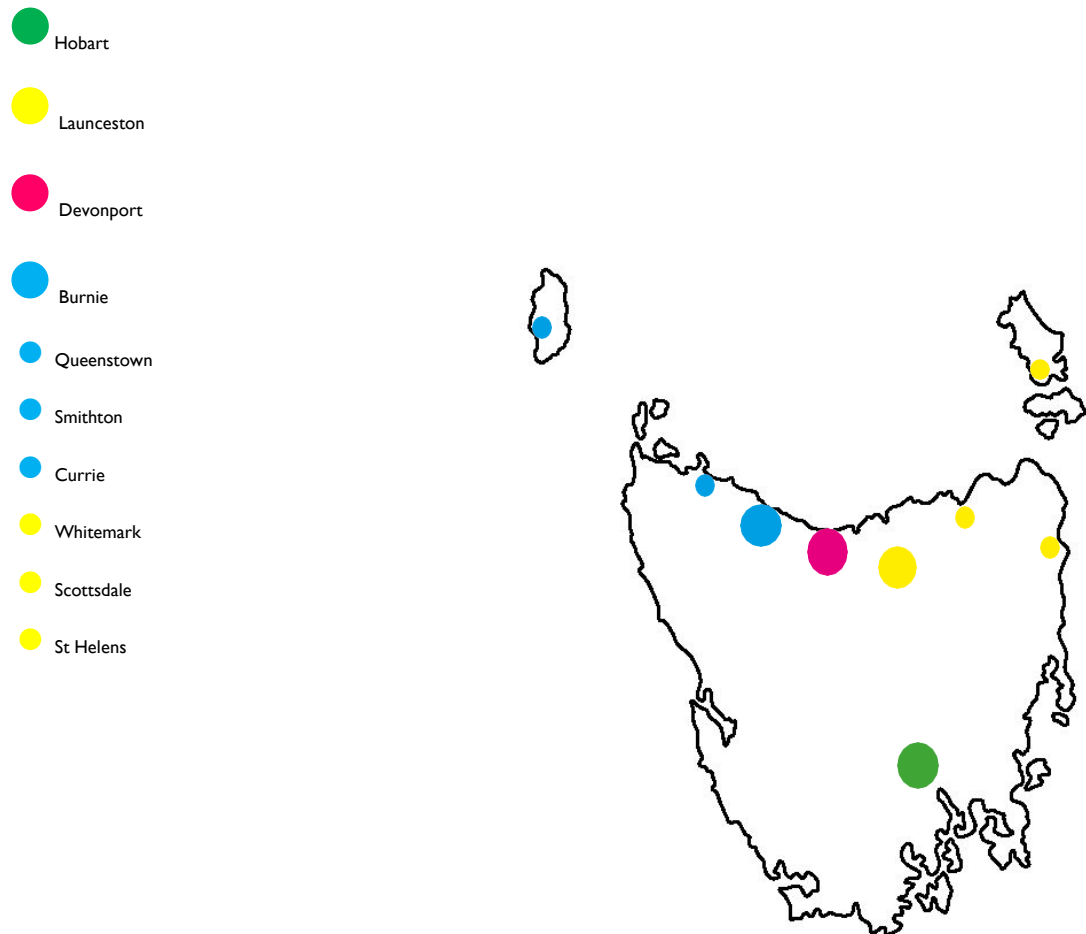 Hobart
Launceston
Devonport
Burnie
Queenstown
Smithton
Currie
Whitemark
Scottsdale
St Helens